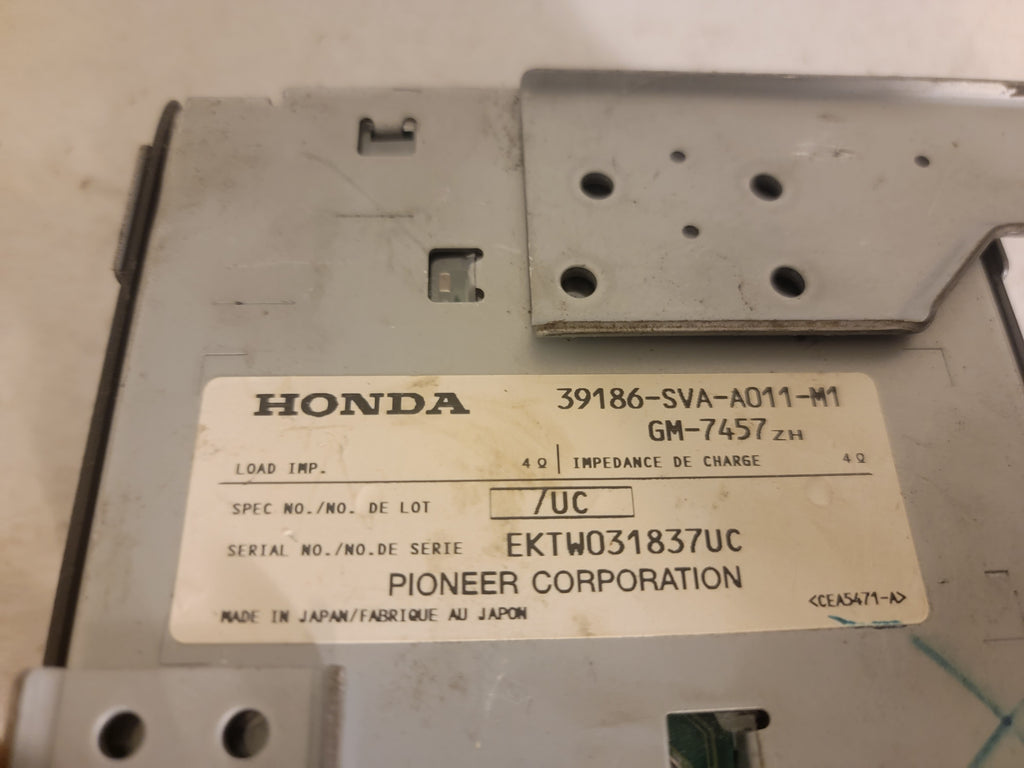 HONDA 39186-SVA-A011-M1
GM-7457ZH
LOAD IMP. 4Ω | IMPEDANCE DE CHARGE 4Ω
SPEC NO./NO. DE LOT /UC
SERIAL NO./NO.DE SERIE EKTW031837UC
PIONEER CORPORATION
MADE IN JAPAN/FABRIQUE AU JAPON <CEA5471-A>